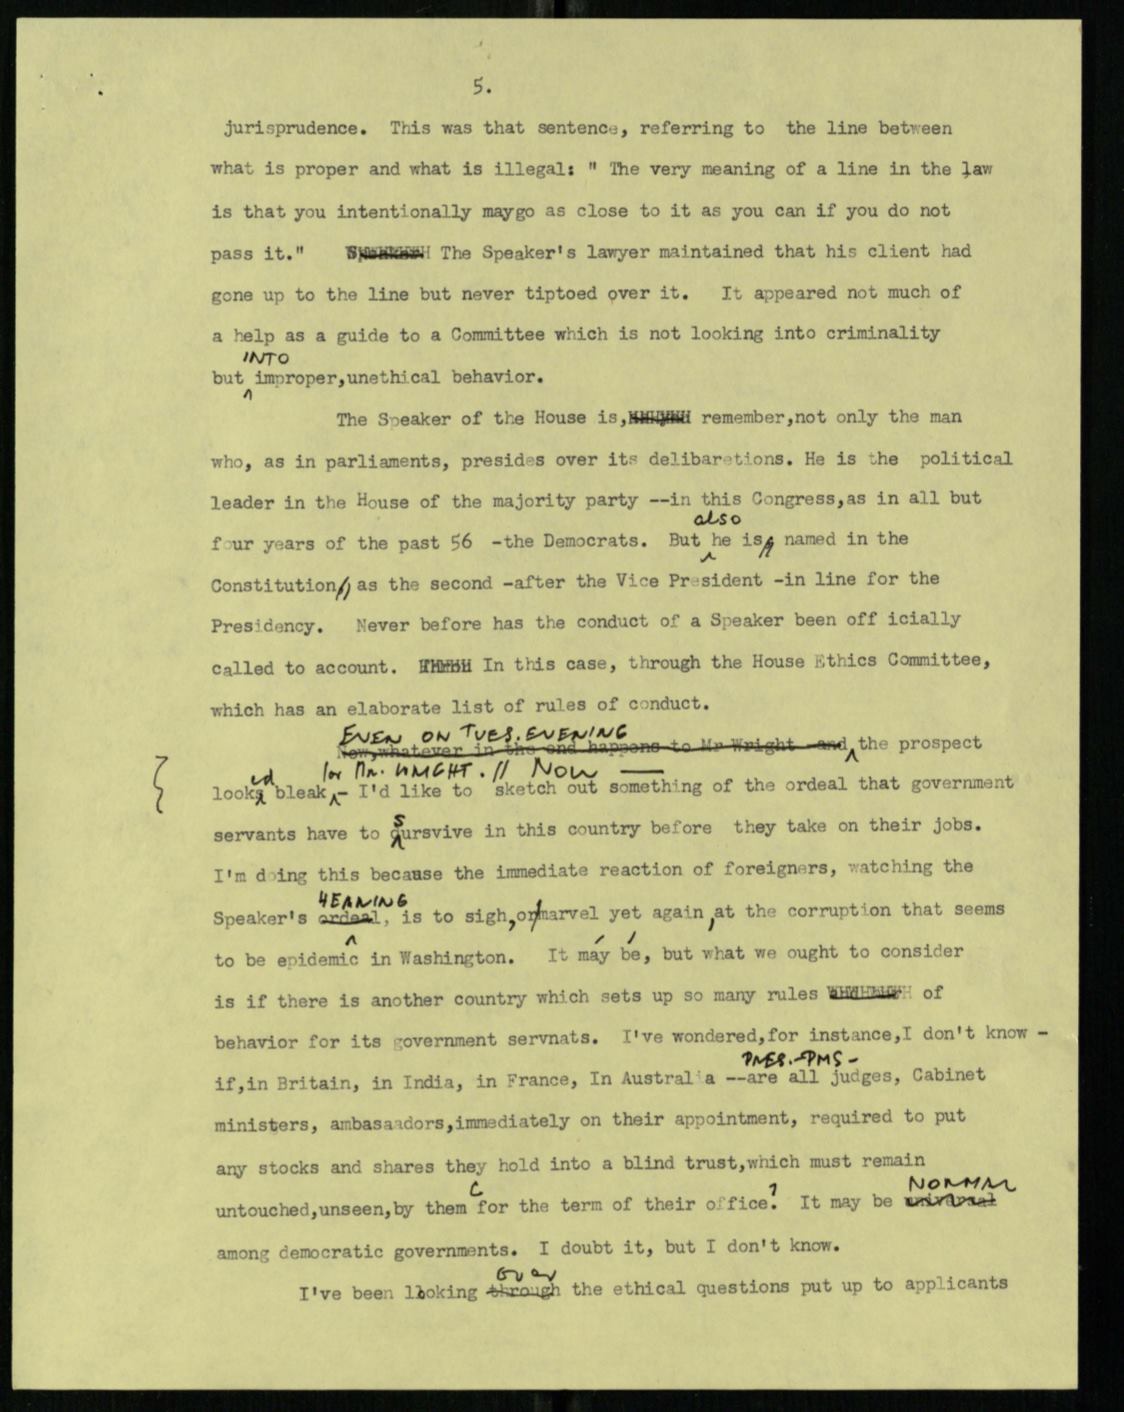 5.
jurisprudence. This was that sentence, referring to the line between
what is proper and what is illegal: " The very meaning of a line in the law
is that you intentionally maygo as close to it as you can if you do not
pass it." The Speaker's lawyer maintained that his client had
gone up to the line but never tiptoed over it. It appeared not much of
a help as a guide to a Committee which is not looking into criminality
INTO
but improper,unethical behavior.
The Speaker of the House is, remember,not only the man
who, as in parliaments, presides over its delibaretions. He is the political
leader in the House of the majority party --in this Congress,as in all but
also
four years of the past 56 -the Democrats. But he is, named in the
Constitution, as the second -after the Vice President -in line for the
Presidency. Never before has the conduct of a Speaker been off icially
called to account. In this case, through the House Ethics Committee,
which has an elaborate list of rules of conduct.
EVEN ON TUES. EVENING
Now,whatever in the end happens to Mr Wright -and the prospect
ed for Mr. WRIGHT. // NOW —
looks bleak - I'd like to sketch out something of the ordeal that government
s
servants have to sursvive in this country before they take on their jobs.
I'm doing this because the immediate reaction of foreigners, watching the
HEARING
Speaker's ordeal, is to sigh, or marvel yet again, at the corruption that seems
to be epidemic in Washington. It may be, but what we ought to consider
is if there is another country which sets up so many rules of
behavior for its government servnats. I've wondered,for instance,I don't know -
PRES.-PMS-
if,in Britain, in India, in France, In Australia --are all judges, Cabinet
ministers, ambasaadors,immediately on their appointment, required to put
any stocks and shares they hold into a blind trust,which must remain
NORMAL
untouched,unseen,by them for the term of their office? It may be universal
among democratic governments. I doubt it, but I don't know.
over
I've been llooking through the ethical questions put up to applicants